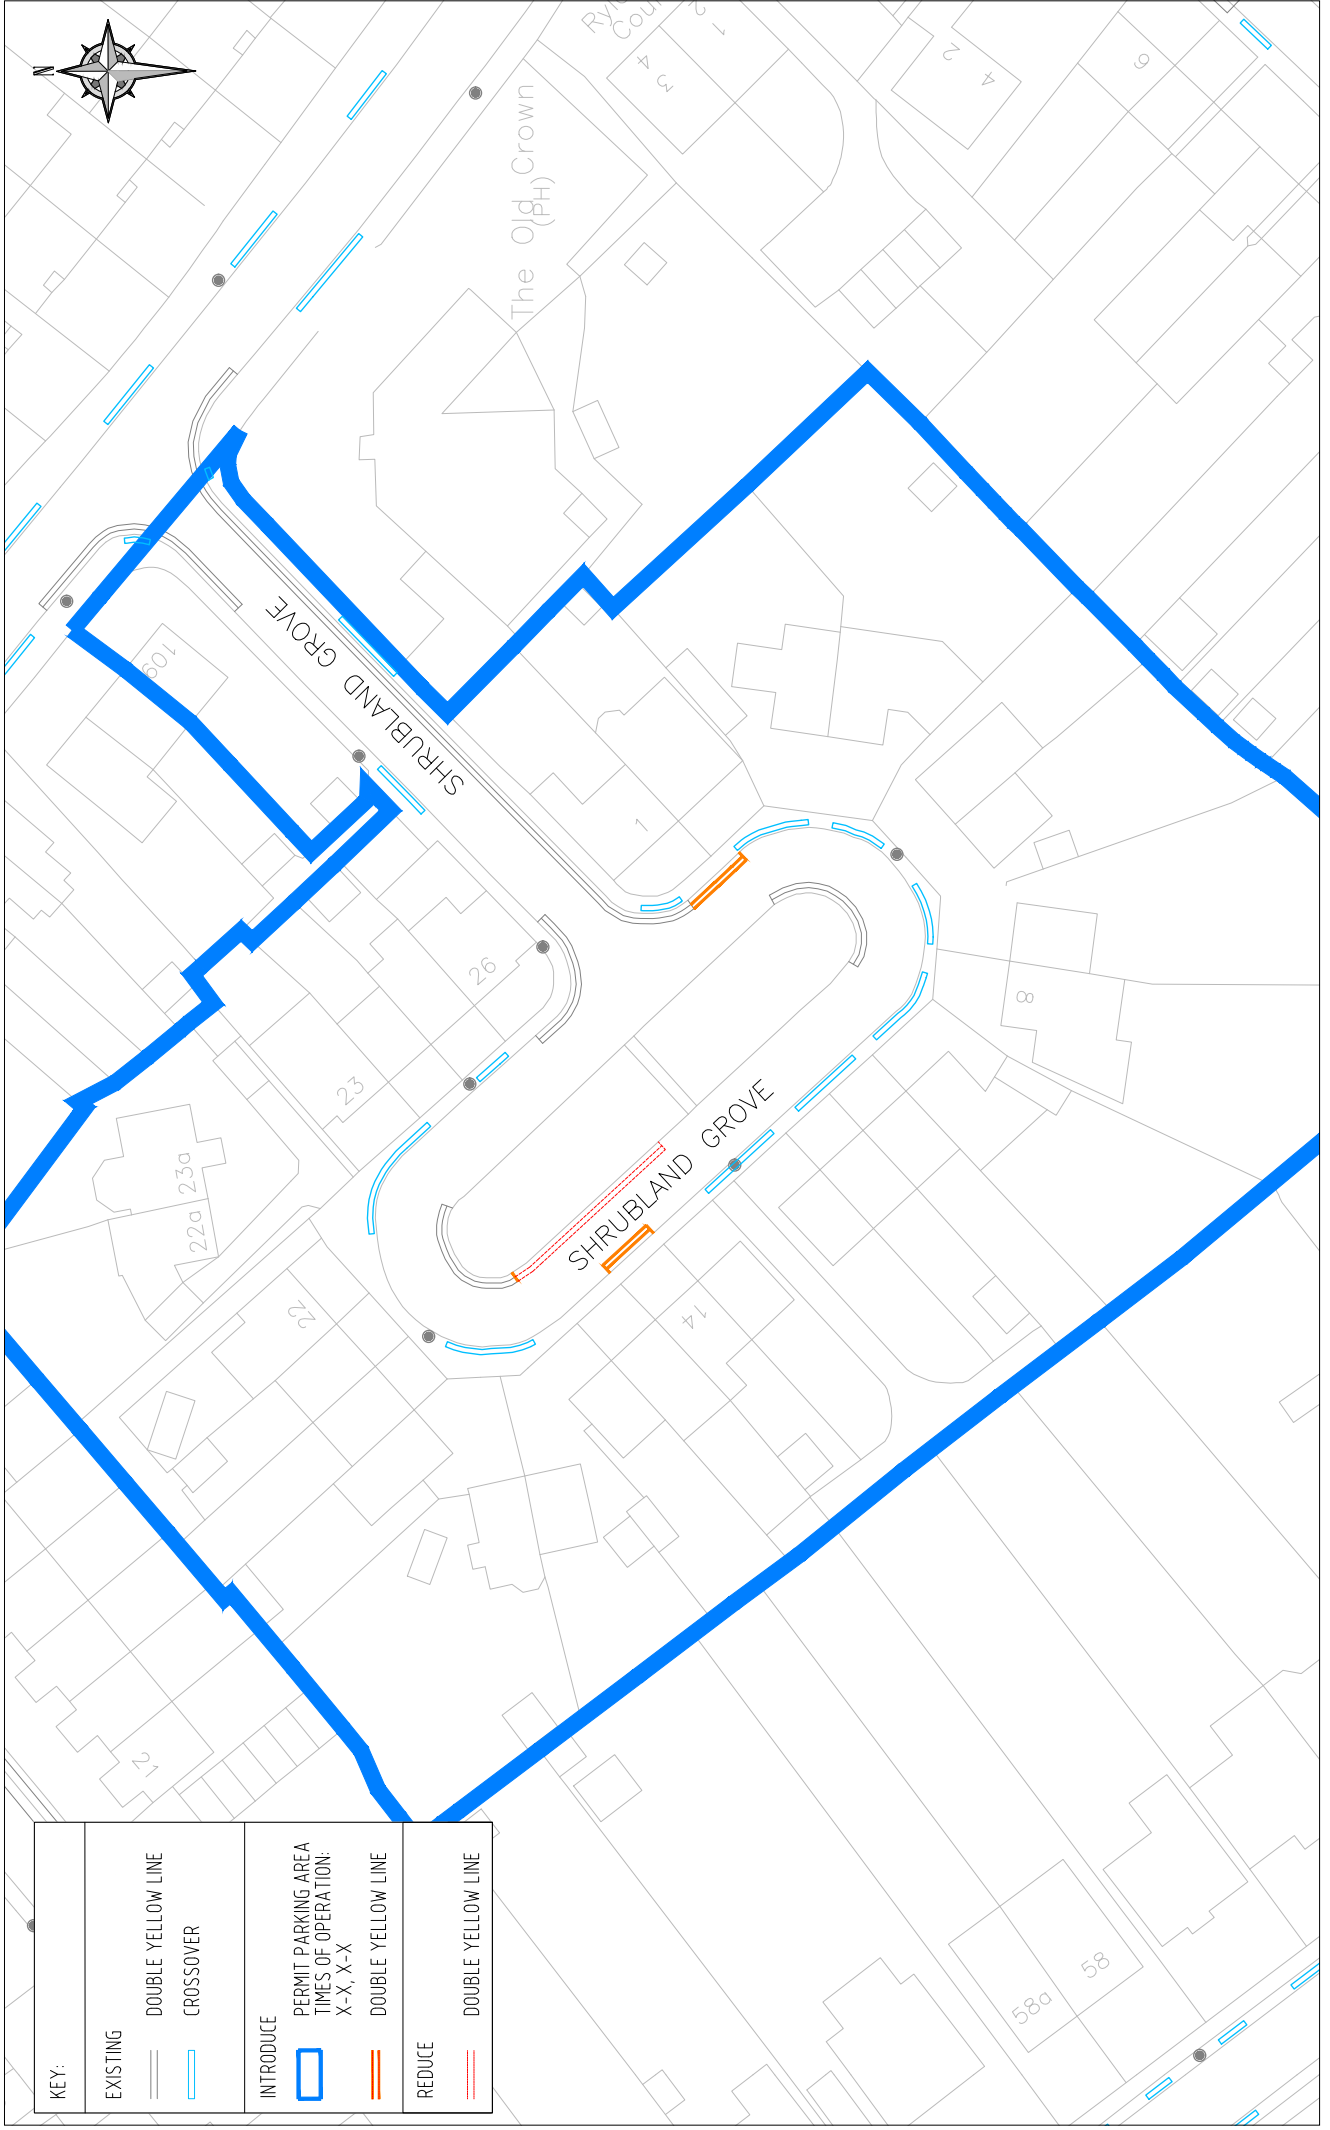 N
The Old Crown
(PH)
Cou
1
2
3
4
2
4
6
109
SHRUBLAND GROVE
1
26
23
23a
22a
22
8
SHRUBLAND GROVE
14
21
58
58a
KEY:
EXISTING
DOUBLE YELLOW LINE
CROSSOVER
INTRODUCE
PERMIT PARKING AREA
TIMES OF OPERATION:
X-X, X-X
DOUBLE YELLOW LINE
REDUCE
DOUBLE YELLOW LINE